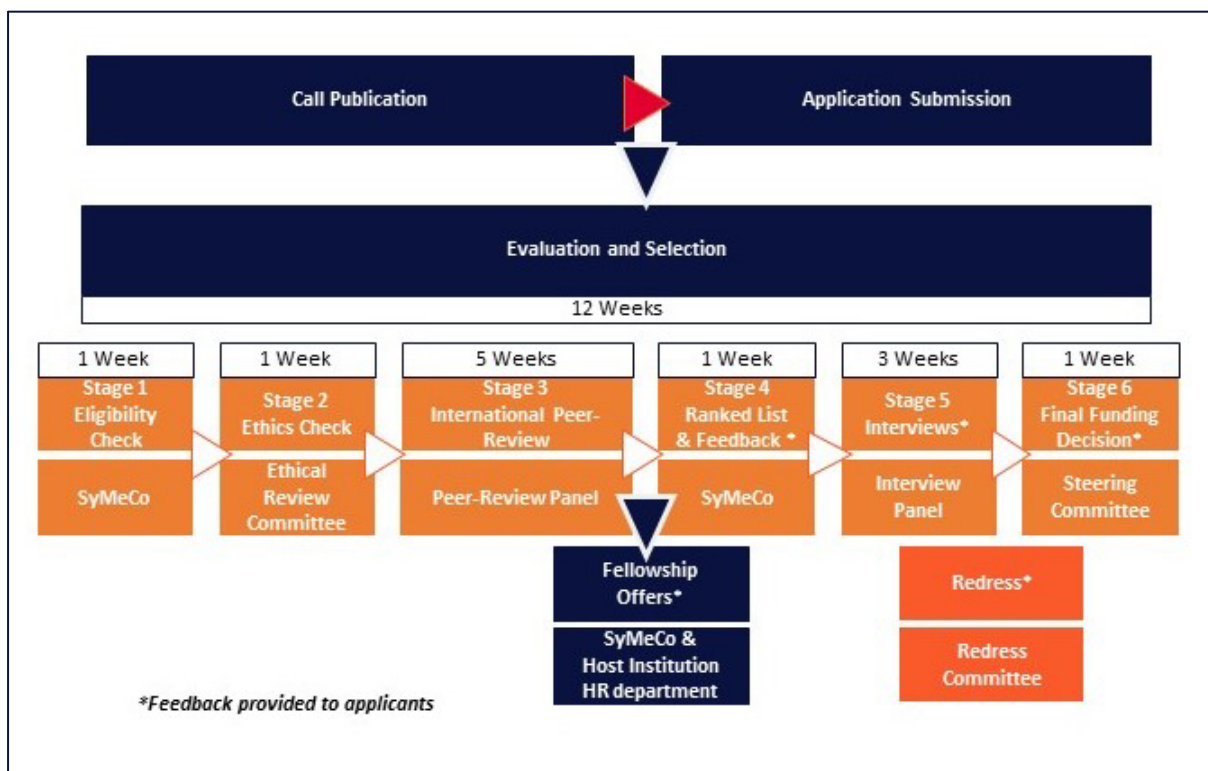 Call Publication
Application Submission
Evaluation and Selection
12 Weeks
1 Week
Stage 1
Eligibility
Check
SyMeCo
1 Week
Stage 2
Ethics Check
Ethical
Review
Committee
5 Weeks
Stage 3
International Peer-
Review
Peer-Review Panel
1 Week
Stage 4
Ranked List
& Feedback *
SyMeCo
3 Weeks
Stage 5
Interviews*
Interview
Panel
1 Week
Stage 6
Final Funding
Decision*
Steering
Committee
Fellowship
Offers*
SyMeCo &
Host Institution
HR department
Redress*
Redress
Committee
*Feedback provided to applicants